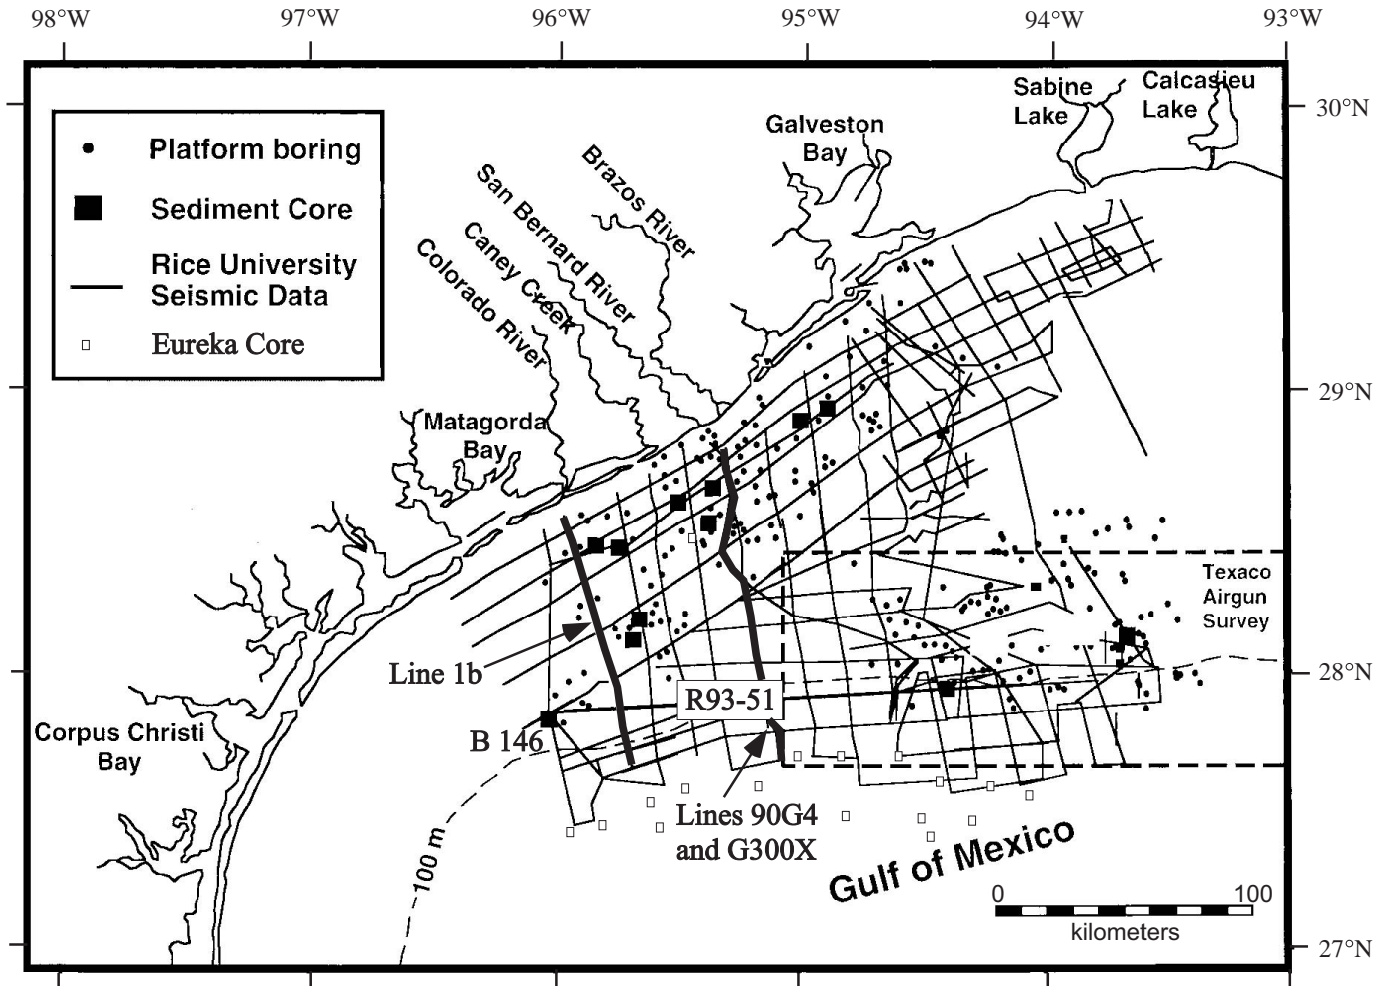 98°W
97°W
96°W
95°W
94°W
93°W
Sabine
Lake
Calcasieu
Lake
30°N
Galveston
Bay
Platform boring
Sediment Core
Rice University
Seismic Data
Eureka Core
Brazos River
San Bernard River
Caney Creek
Colorado River
29°N
Matagorda
Bay
Texaco
Airgun
Survey
Line 1b
28°N
R93-51
B 146
Corpus Christi
Bay
Lines 90G4
and G300X
100 m
Gulf of Mexico
0
100
kilometers
27°N